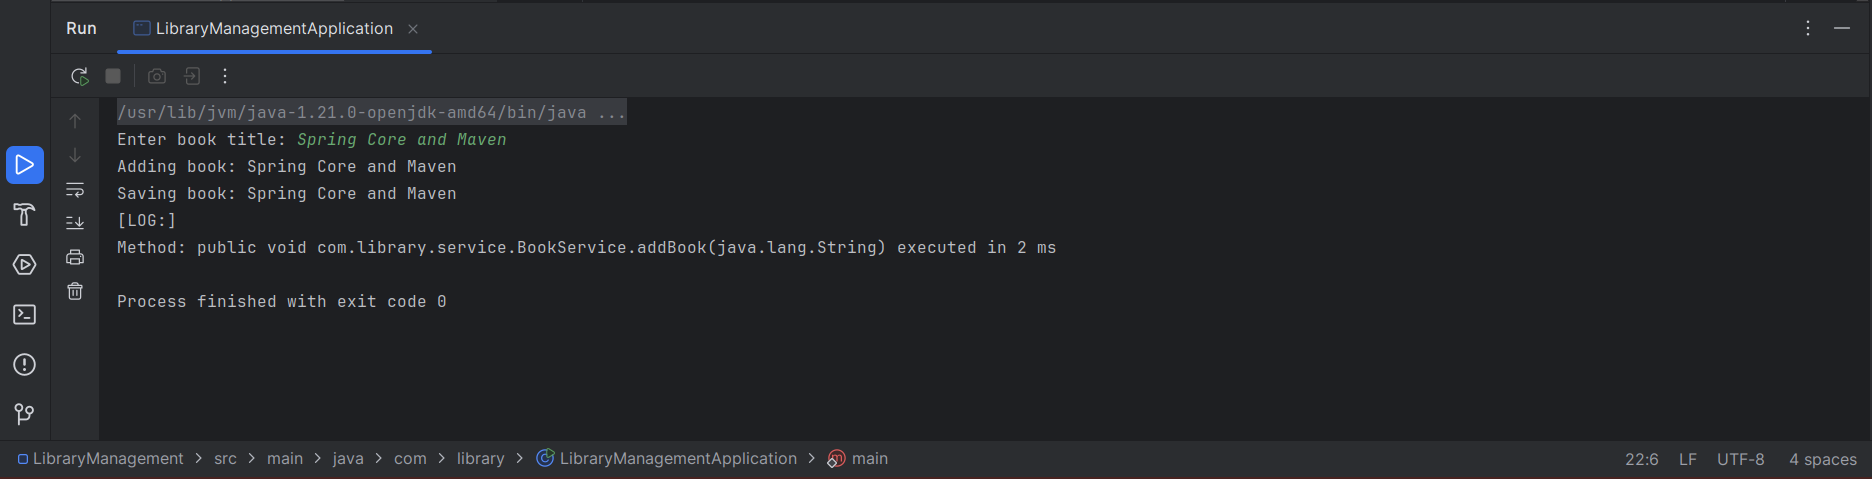 Run LibraryManagementApplication
/usr/lib/jvm/java-1.21.0-openjdk-amd64/bin/java ...
Enter book title: Spring Core and Maven
Adding book: Spring Core and Maven
Saving book: Spring Core and Maven
[LOG:]
Method: public void com.library.service.BookService.addBook(java.lang.String) executed in 2 ms
Process finished with exit code 0
LibraryManagement > src > main > java > com > library > LibraryManagementApplication > main 22:6 LF UTF-8 4 spaces